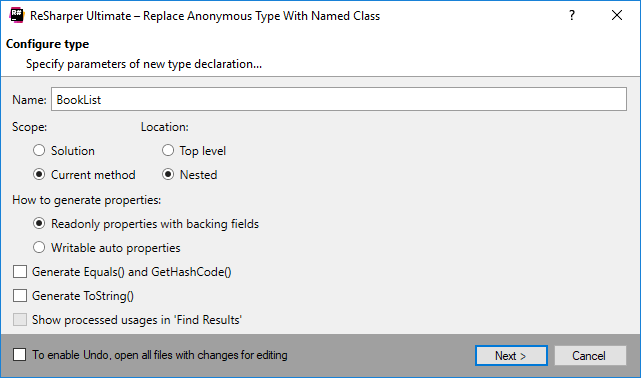 R#
ReSharper Ultimate – Replace Anonymous Type With Named Class
?
Configure type
Specify parameters of new type declaration...
Name: BookList
Scope: Location:
Solution Top level
Current method Nested
How to generate properties:
Readonly properties with backing fields
Writable auto properties
Generate Equals() and GetHashCode()
Generate ToString()
Show processed usages in 'Find Results'
To enable Undo, open all files with changes for editing Next > Cancel